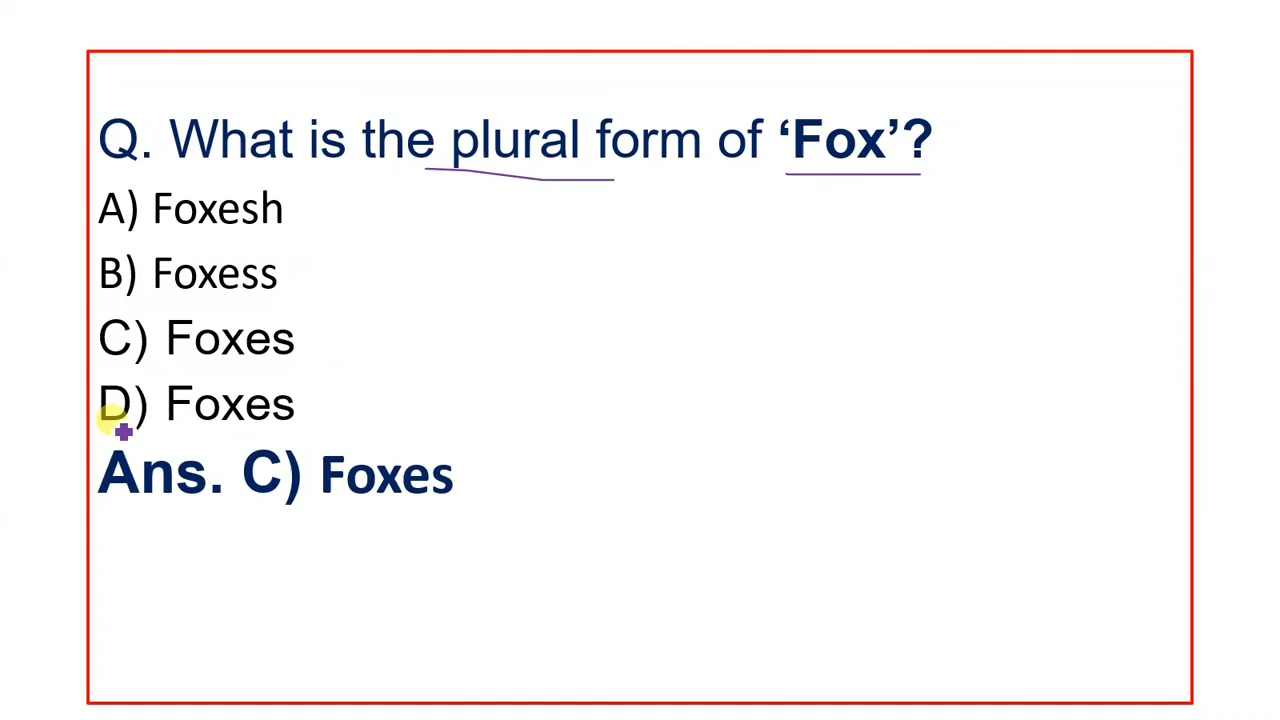 Q. What is the plural form of ‘Fox’?
A) Foxesh
B) Foxess
C) Foxes
D) Foxes
Ans. C) Foxes